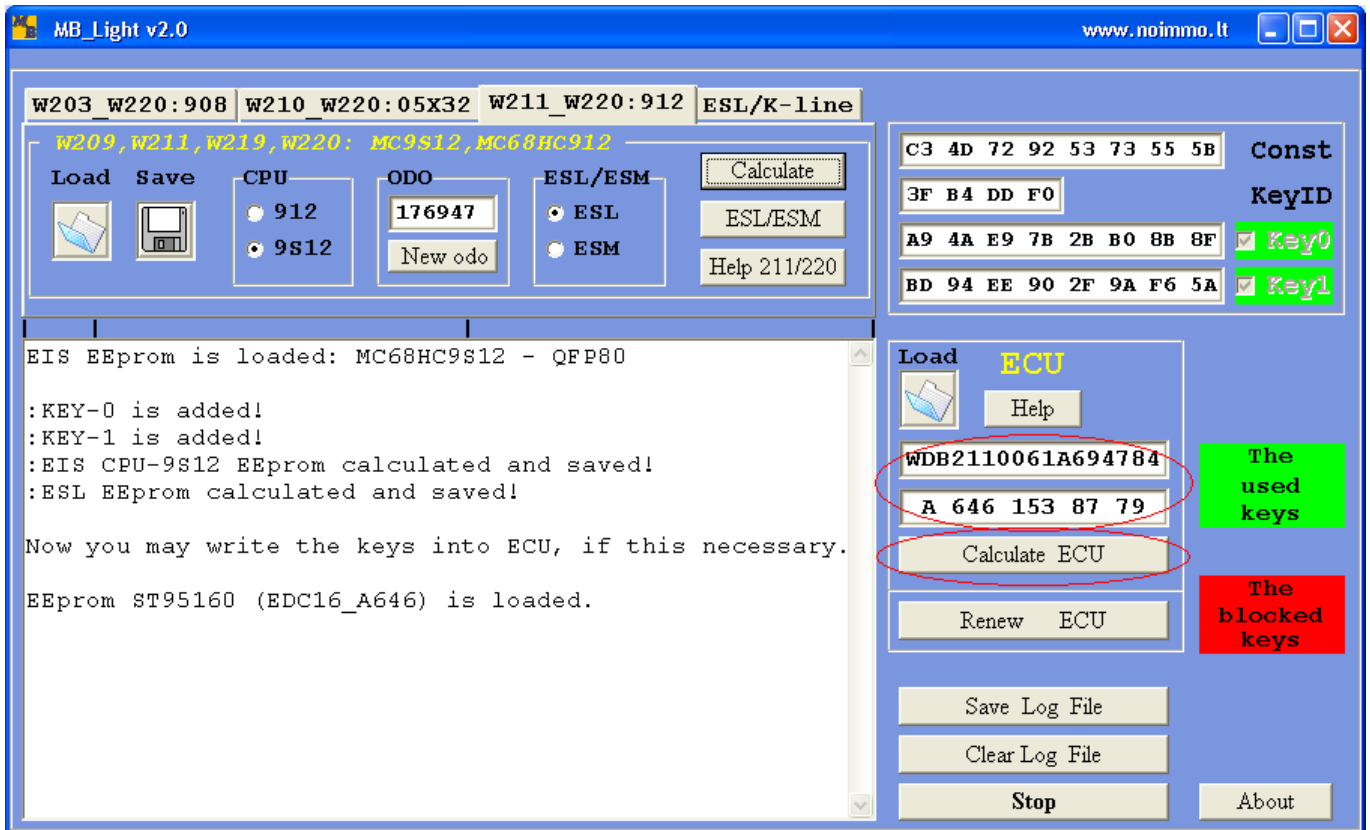 MB_Light v2.0 www.noimmo.lt
W203_W220:908 W210_W220:05X32 W211_W220:912 ESL/K-line
W209,W211,W219,W220: MC9S12,MC68HC912
Load Save CPU ODO ESL/ESM Calculate
912 176947 ESL ESL/ESM
9S12 New odo ESM Help 211/220
C3 4D 72 92 53 73 55 5B Const
3F B4 DD F0 KeyID
A9 4A E9 7B 2B B0 8B 8F Key0
BD 94 EE 90 2F 9A F6 5A Key1
EIS EEprom is loaded: MC68HC9S12 - QFP80
:KEY-0 is added!
:KEY-1 is added!
:EIS CPU-9S12 EEprom calculated and saved!
:ESL EEprom calculated and saved!
Now you may write the keys into ECU, if this necessary.
EEprom ST95160 (EDC16_A646) is loaded.
Load ECU
Help
WDB2110061A694784
A 646 153 87 79
Calculate ECU
Renew ECU
The
used
keys
The
blocked
keys
Save Log File
Clear Log File
Stop
About